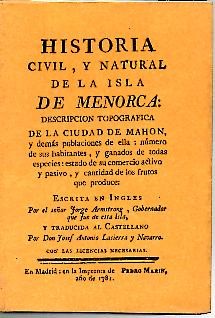 HISTORIA
CIVIL, Y NATURAL
DE LA ISLA
DE MENORCA:
DESCRIPCION TOPOGRAFICA
DE LA CIUDAD DE MAHON,
y demás poblaciones de ella: número
de sus habitantes, y ganados de todas
especies: estado de su comercio activo
y pasivo, y cantidad de los frutos
que produce:
ESCRITA EN INGLES
Por el señor Jorge Armstrong, Gobernador
que fue de esta Isla,
Y TRADUCIDA AL CASTELLANO
Por Don Josef Antonio Lasierra y Navarro.
CON LAS LICENCIAS NECESARIAS.
En Madrid: en la Imprenta de PEDRO MARIN,
año de 1781.